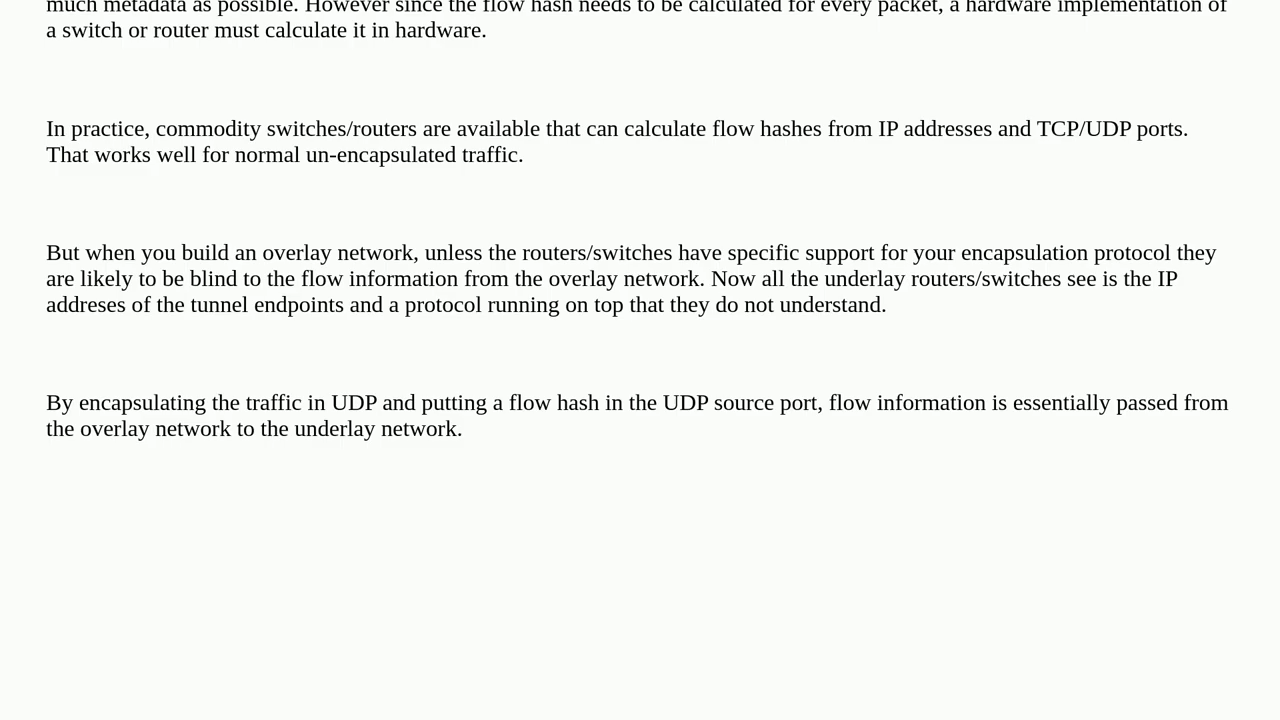 much metadata as possible. However since the flow hash needs to be calculated for every packet, a hardware implementation of
a switch or router must calculate it in hardware.
In practice, commodity switches/routers are available that can calculate flow hashes from IP addresses and TCP/UDP ports.
That works well for normal un-encapsulated traffic.
But when you build an overlay network, unless the routers/switches have specific support for your encapsulation protocol they
are likely to be blind to the flow information from the overlay network. Now all the underlay routers/switches see is the IP
addreses of the tunnel endpoints and a protocol running on top that they do not understand.
By encapsulating the traffic in UDP and putting a flow hash in the UDP source port, flow information is essentially passed from
the overlay network to the underlay network.